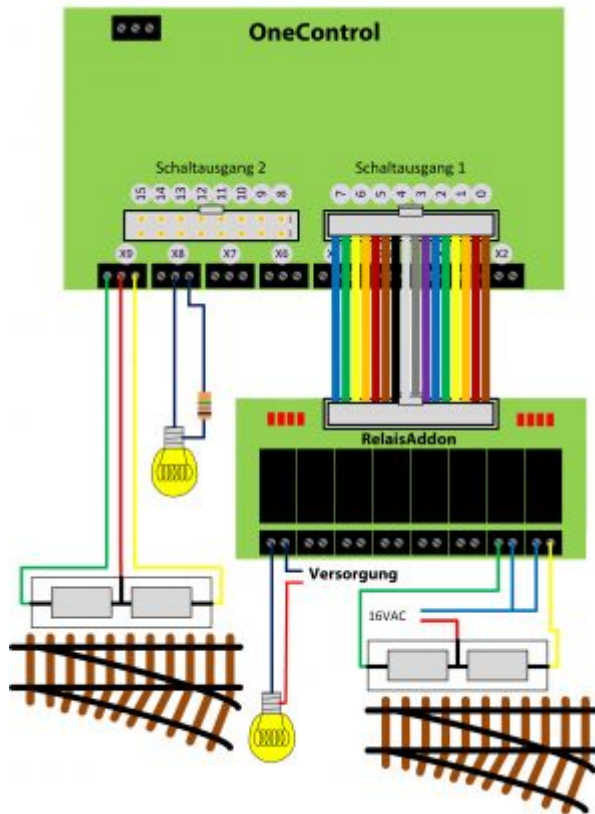 OneControl
Schaltausgang 2
Schaltausgang 1
15 14 13 12 11 10 9 8
7 6 5 4 3 2 1 0
X9 X8 X7 X6 X2
RelaisAddon
Versorgung
16VAC